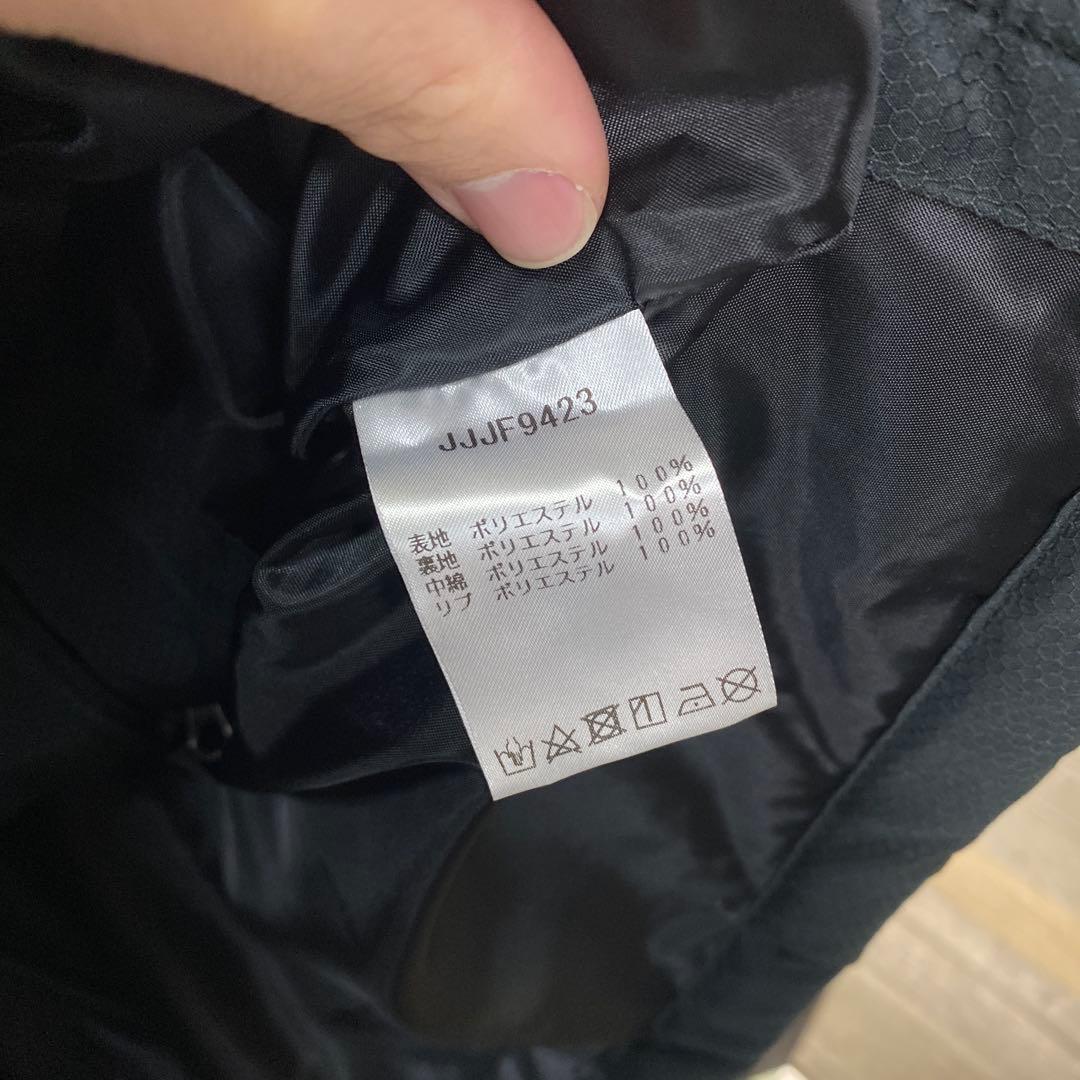 JJJF9423
表地 ポリエステル 100%
裏地 ポリエステル 100%
中綿 ポリエステル 100%
リブ ポリエステル 100%